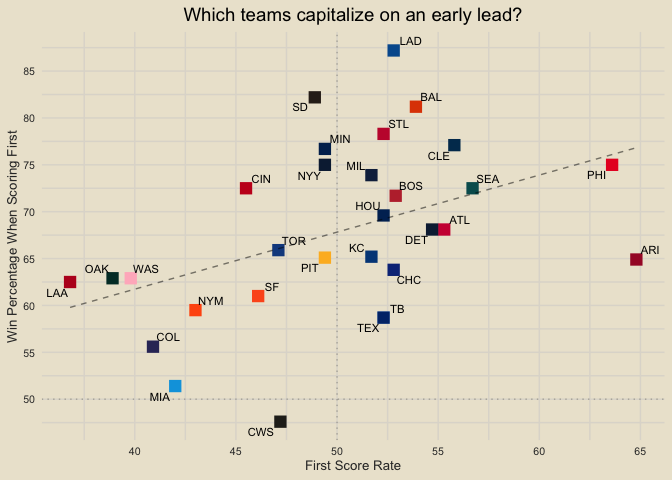 Which teams capitalize on an early lead?
Win Percentage When Scoring First
85
80
75
70
65
60
55
50
LAD
SD
BAL
STL
MIN
CLE
NYY
MIL
CIN
BOS
SEA
PHI
HOU
ATL
DET
TOR
KC
PIT
CHC
ARI
OAK
WAS
LAA
SF
NYM
TB
TEX
COL
MIA
CWS
40
45
50
55
60
65
First Score Rate